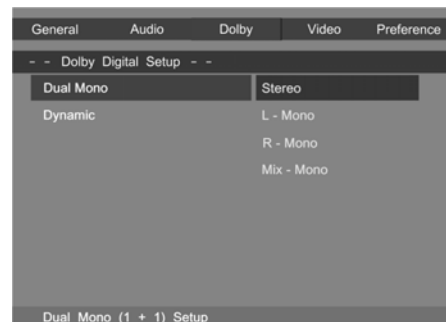 General Audio Dolby Video Preference
- - Dolby Digital Setup - -
Dual Mono Stereo
Dynamic L - Mono
R - Mono
Mix - Mono
Dual Mono (1 + 1) Setup